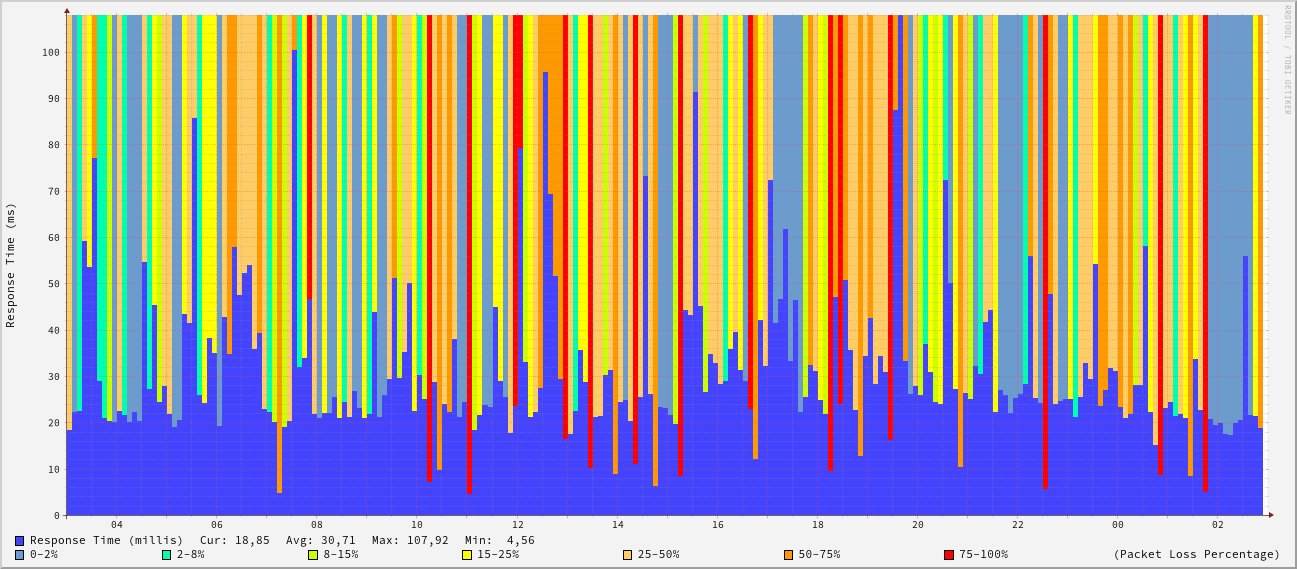 RRDTOOL / TOBI OETIKER
Response Time (ms)
100
90
80
70
60
50
40
30
20
10
0
04 06 08 10 12 14 16 18 20 22 00 02
Response Time (millis) Cur: 18,85 Avg: 30,71 Max: 107,92 Min: 4,56
0-2% 2-8% 8-15% 15-25% 25-50% 50-75% 75-100% (Packet Loss Percentage)